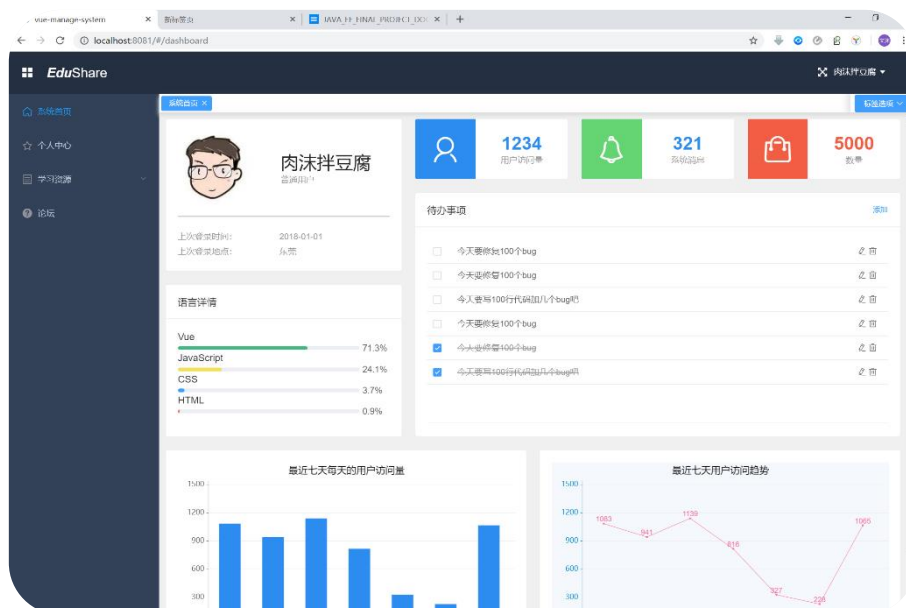 vue-manage-system
新标签页
JAVA_EE_FINAL_PROJECT_DOC
localhost:8081/#/dashboard
EduShare
肉沫拌豆腐
系统首页
系统首页
标签选项
个人中心
学习资源
论坛
肉沫拌豆腐
普通用户
上次登录时间: 2018-01-01
上次登录地点: 东莞
1234
用户访问量
321
系统消息
5000
数量
待办事项
添加
今天要修复100个bug
今天要修复100个bug
今天要写100行代码加几个bug吧
今天要修复100个bug
今天要修复100个bug
今天要写100行代码加几个bug吧
语言详情
Vue
71.3%
JavaScript
24.1%
CSS
3.7%
HTML
0.9%
最近七天每天的用户访问量
1500
1200
900
600
300
最近七天用户访问趋势
1500
1200
900
600
300
1083
941
1139
816
327
228
1065